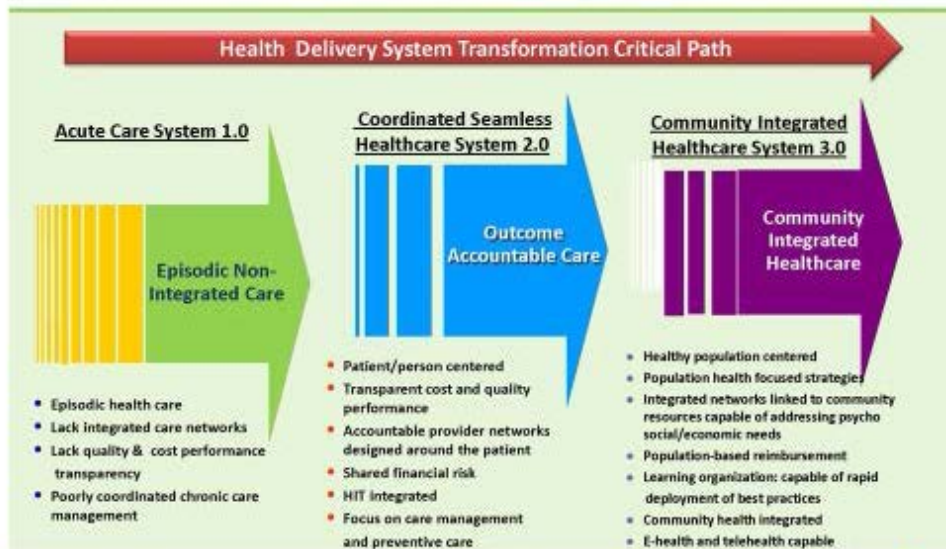 Health Delivery System Transformation Critical Path
Acute Care System 1.0
Episodic Non-
Integrated Care
• Episodic health care
• Lack integrated care networks
• Lack quality & cost performance
transparency
• Poorly coordinated chronic care
management
Coordinated Seamless
Healthcare System 2.0
Outcome
Accountable Care
• Patient/person centered
• Transparent cost and quality
performance
• Accountable provider networks
designed around the patient
• Shared financial risk
• HIT integrated
• Focus on care management
and preventive care
Community Integrated
Healthcare System 3.0
Community
Integrated
Healthcare
• Healthy population centered
• Population health focused strategies
• Integrated networks linked to community
resources capable of addressing psycho
social/economic needs
• Population-based reimbursement
• Learning organization: capable of rapid
deployment of best practices
• Community health integrated
• E-health and telehealth capable